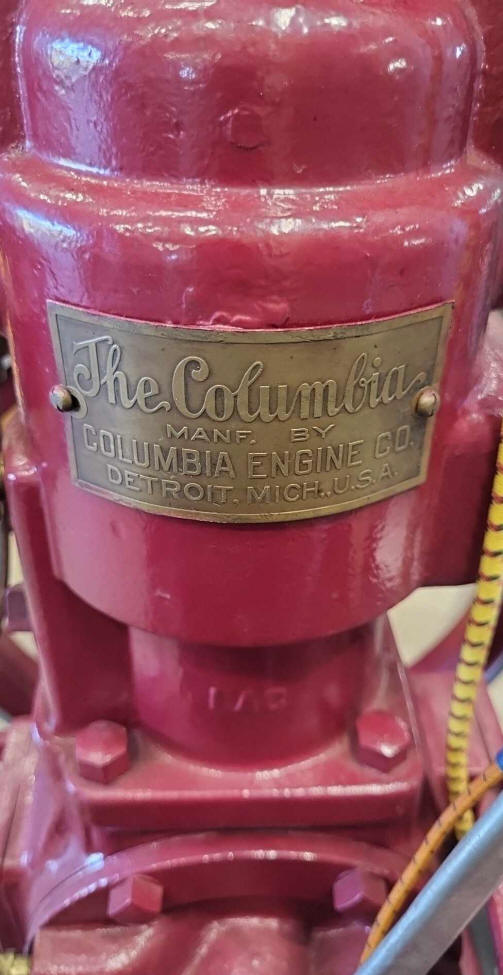 The Columbia
MANF. BY
COLUMBIA ENGINE CO.
DETROIT, MICH., U.S.A.